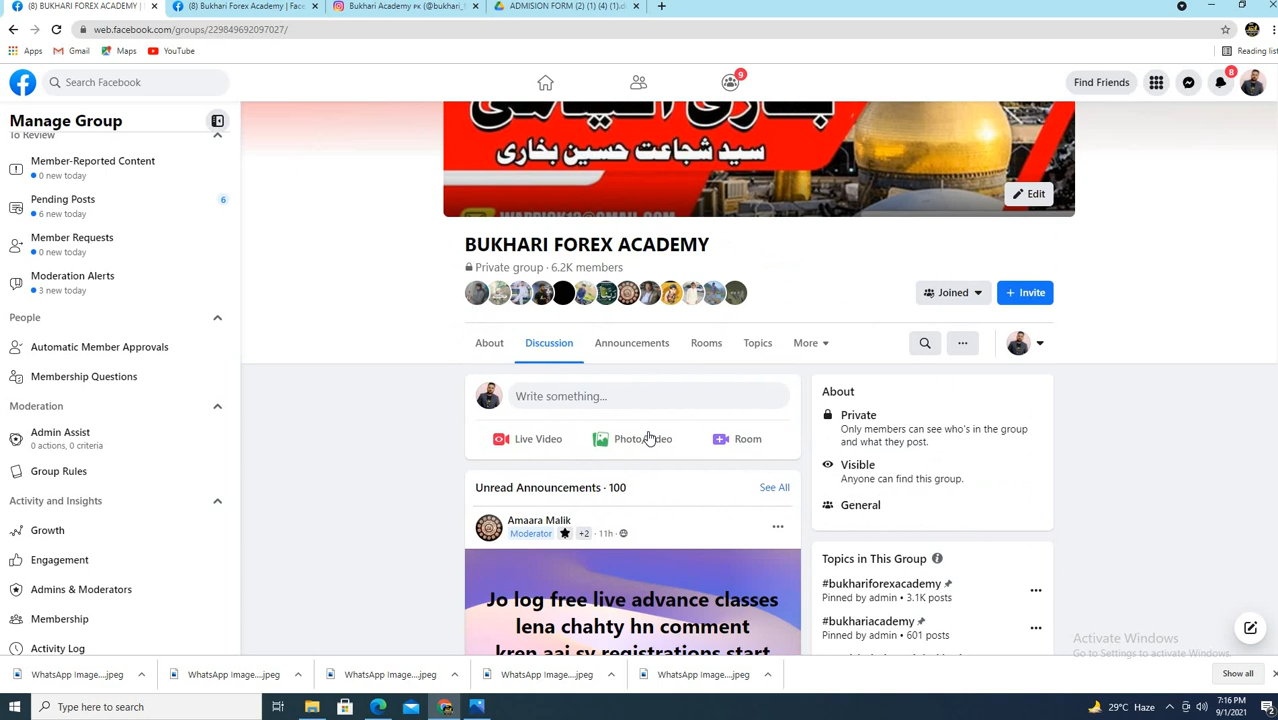 (8) BUKHARI FOREX ACADEMY |
(8) Bukhari Forex Academy | Face
Bukhari Academy PK (@bukhari_f
ADMISION FORM (2) (1) (4) (1).d
web.facebook.com/groups/229849692097027/
Apps
Gmail
Maps
YouTube
Reading list
Search Facebook
9
Find Friends
8
Manage Group
To Review
Member-Reported Content
0 new today
Pending Posts
6
6 new today
Member Requests
0 new today
Moderation Alerts
3 new today
People
Automatic Member Approvals
Membership Questions
Moderation
Admin Assist
0 actions, 0 criteria
Group Rules
Activity and Insights
Growth
Engagement
Admins & Moderators
Membership
Activity Log
سید شجاعت حسین بخاری
Edit
BUKHARI FOREX ACADEMY
Private group · 6.2K members
Joined
+ Invite
About
Discussion
Announcements
Rooms
Topics
More
Write something...
Live Video
Photo/Video
Room
Unread Announcements · 100
See All
Amaara Malik
Moderator
+2 · 11h ·
Jo log free live advance classes
lena chahty hn comment
kren aaj sy registrations start
About
Private
Only members can see who's in the group
and what they post.
Visible
Anyone can find this group.
General
Topics in This Group
#bukhariforexacademy
Pinned by admin • 3.1K posts
#bukhariacademy
Pinned by admin • 601 posts
Activate Windows
Go to Settings to activate Windows.
WhatsApp Image....jpeg
WhatsApp Image....jpeg
WhatsApp Image....jpeg
WhatsApp Image....jpeg
WhatsApp Image....jpeg
Show all
Type here to search
29°C Haze
7:16 PM
9/1/2021
2